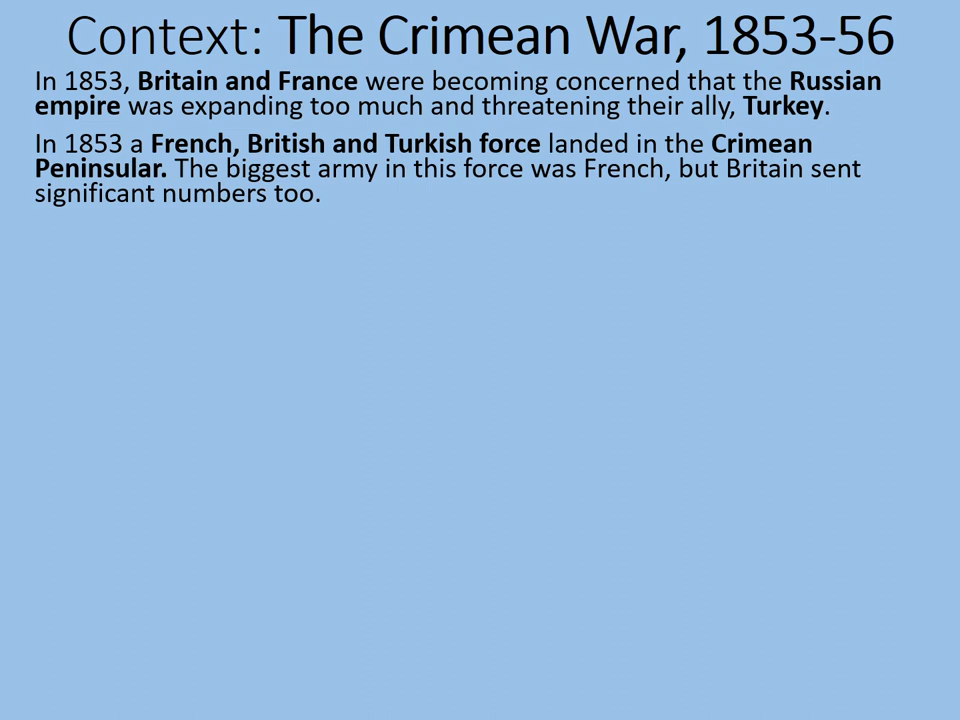 Context: The Crimean War, 1853-56
In 1853, Britain and France were becoming concerned that the Russian
empire was expanding too much and threatening their ally, Turkey.
In 1853 a French, British and Turkish force landed in the Crimean
Peninsular. The biggest army in this force was French, but Britain sent
significant numbers too.